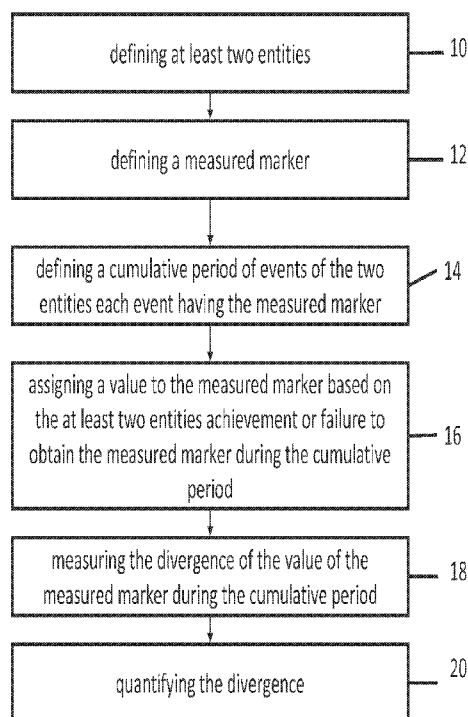 defining at least two entities
10
defining a measured marker
12
defining a cumulative period of events of the two
entities each event having the measured marker
14
assigning a value to the measured marker based on
the at least two entities achievement or failure to
obtain the measured marker during the cumulative
period
16
measuring the divergence of the value of the
measured marker during the cumulative period
18
quantifying the divergence
20